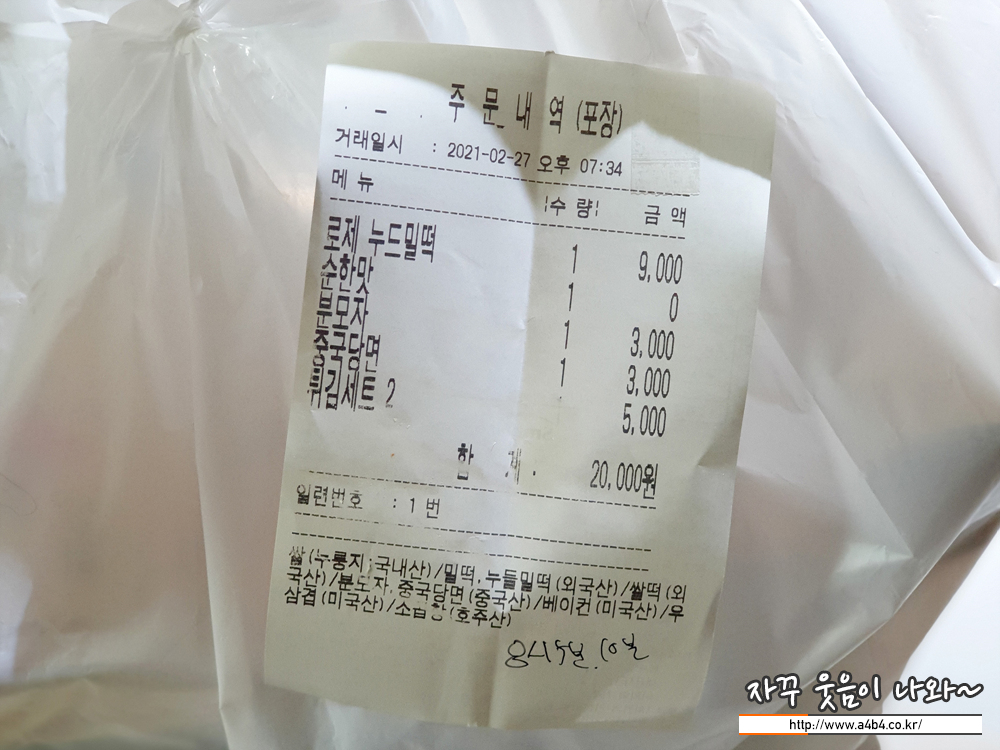 주 문 내 역 (포장)
거래일시 : 2021-02-27 오후 07:34
메 뉴 수 량 금 액
로제 누드밀떡 1 9,000
순한맛 1 0
분모자 1 3,000
중국당면 1 3,000
튀김세트 2 5,000
합 계 20,000원
일련번호 : 1 번
쌀(누룽지;국내산)/밀떡,누들밀떡(외국산)/쌀떡(외
국산)/분모자,중국당면(중국산)/베이컨(미국산)/우
삼겹(미국산)/소곱창(호주산)
자꾸 웃음이 나와~
http://www.a4b4.co.kr/